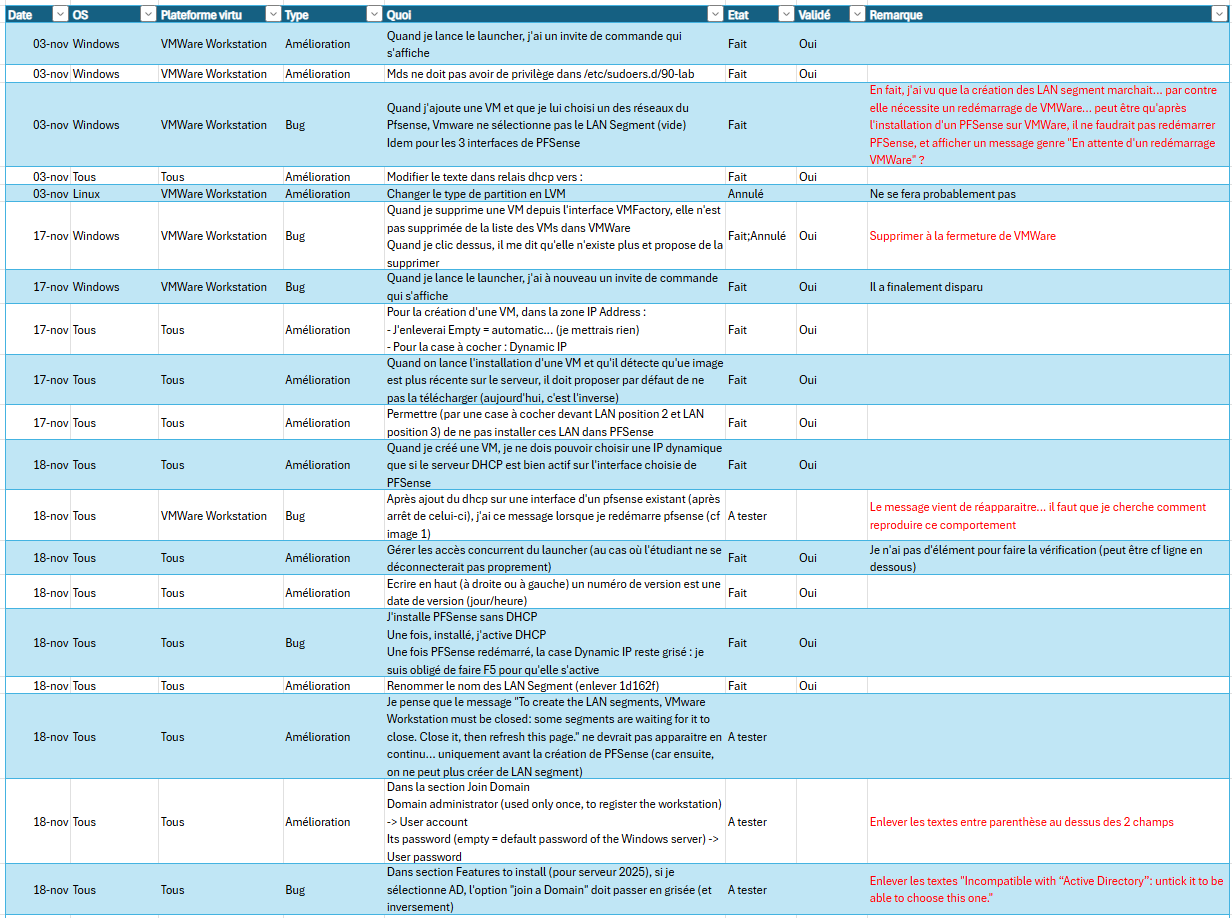 Date OS Plateforme virtu Type Quoi Etat Validé Remarque
03-nov Windows VMWare Workstation Amélioration Quand je lance le launcher, j'ai un invite de commande qui
s'affiche Fait Oui
03-nov Windows VMWare Workstation Amélioration Mds ne doit pas avoir de privilège dans /etc/sudoers.d/90-lab Fait Oui
03-nov Windows VMWare Workstation Bug Quand j'ajoute une VM et que je lui choisi un des réseaux du
Pfsense, Vmware ne sélectionne pas le LAN Segment (vide)
Idem pour les 3 interfaces de PFSense Fait
En fait, j'ai vu que la création des LAN segment marchait... par contre
elle nécessite un redémarrage de VMWare... peut être qu'après
l'installation d'un PFSense sur VMWare, il ne faudrait pas redémarrer
PFSense, et afficher un message genre "En attente d'un redémarrage
VMWare" ?
03-nov Tous Tous Amélioration Modifier le texte dans relais dhcp vers : Fait Oui
03-nov Linux VMWare Workstation Amélioration Changer le type de partition en LVM Annulé Ne se fera probablement pas
17-nov Windows VMWare Workstation Bug Quand je supprime une VM depuis l'interface VMFactory, elle n'est
pas supprimée de la liste des VMs dans VMWare
Quand je clic dessus, il me dit qu'elle n'existe plus et propose de la
supprimer Fait;Annulé Oui Supprimer à la fermeture de VMWare
17-nov Windows VMWare Workstation Bug Quand je lance le launcher, j'ai à nouveau un invite de commande
qui s'affiche Fait Oui Il a finalement disparu
17-nov Tous Tous Amélioration Pour la création d'une VM, dans la zone IP Address :
- J'enleverai Empty = automatic... (je mettrais rien)
- Pour la case à cocher : Dynamic IP Fait Oui
17-nov Tous Tous Amélioration Quand on lance l'installation d'une VM et qu'il détecte qu'ue image
est plus récente sur le serveur, il doit proposer par défaut de ne
pas la télécharger (aujourd'hui, c'est l'inverse) Fait Oui
17-nov Tous Tous Amélioration Permettre (par une case à cocher devant LAN position 2 et LAN
position 3) de ne pas installer ces LAN dans PFSense Fait Oui
18-nov Tous Tous Amélioration Quand je créé une VM, je ne dois pouvoir choisir une IP dynamique
que si le serveur DHCP est bien actif sur l'interface choisie de
PFSense Fait Oui
18-nov Tous VMWare Workstation Bug Après ajout du dhcp sur une interface d'un pfsense existant (après
arrêt de celui-ci), j'ai ce message lorsque je redémarre pfsense (cf
image 1) A tester
Le message vient de réapparaitre... il faut que je cherche comment
reproduire ce comportement
18-nov Tous Tous Amélioration Gérer les accès concurrent du launcher (au cas où l'étudiant ne se
déconnecterait pas proprement) Fait Oui
Je n'ai pas d'élément pour faire la vérification (peut être cf ligne en
dessous)
18-nov Tous Tous Amélioration Ecrire en haut (à droite ou à gauche) un numéro de version est une
date de version (jour/heure) Fait Oui
18-nov Tous Tous Bug J'installe PFSense sans DHCP
Une fois, installé, j'active DHCP
Une fois PFSense redémarré, la case Dynamic IP reste grisé : je
suis obligé de faire F5 pour qu'elle s'active Fait Oui
18-nov Tous Tous Amélioration Renommer le nom des LAN Segment (enlever 1d162f) Fait Oui
18-nov Tous Tous Amélioration Je pense que le message "To create the LAN segments, VMware
Workstation must be closed: some segments are waiting for it to
close. Close it, then refresh this page." ne devrait pas apparaitre en
continu... uniquement avant la création de PFSense (car ensuite,
on ne peut plus créer de LAN segment) A tester
18-nov Tous Tous Amélioration Dans la section Join Domain
Domain administrator (used only once, to register the workstation)
-> User account
Its password (empty = default password of the Windows server) ->
User password A tester Enlever les textes entre parenthèse au dessus des 2 champs
18-nov Tous Tous Bug Dans section Features to install (pour serveur 2025), si je
sélectionne AD, l'option "join a Domain" doit passer en grisée (et
inversement) A tester
Enlever les textes "Incompatible with “Active Directory”: untick it to be
able to choose this one."